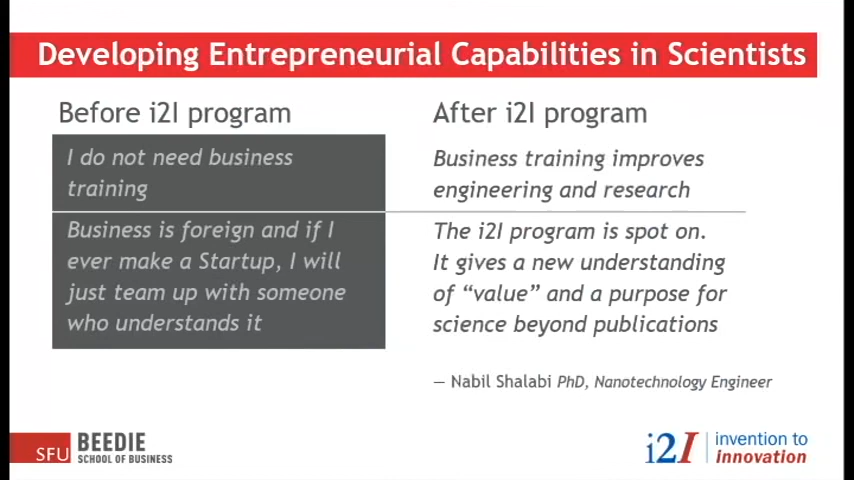 Developing Entrepreneurial Capabilities in Scientists
Before i2I program
I do not need business
training
Business is foreign and if I
ever make a Startup, I will
just team up with someone
who understands it
After i2I program
Business training improves
engineering and research
The i2I program is spot on.
It gives a new understanding
of “value” and a purpose for
science beyond publications
— Nabil Shalabi PhD, Nanotechnology Engineer
SFU
BEEDIE
SCHOOL OF BUSINESS
i2I
invention to
innovation